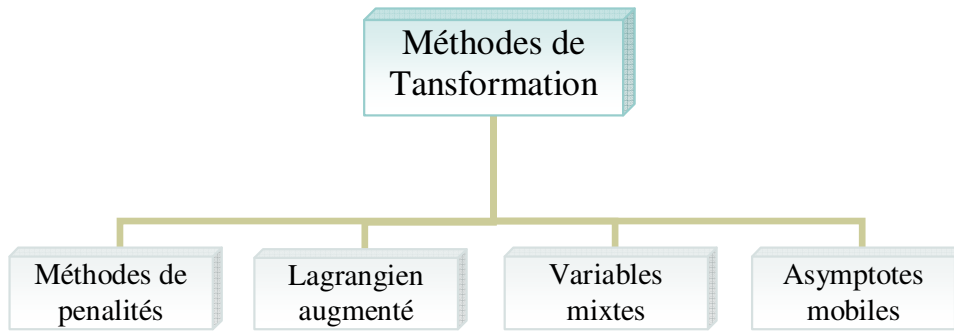 Méthodes de
Tansformation
Méthodes de
penalités
Lagrangien
augmenté
Variables
mixtes
Asymptotes
mobiles